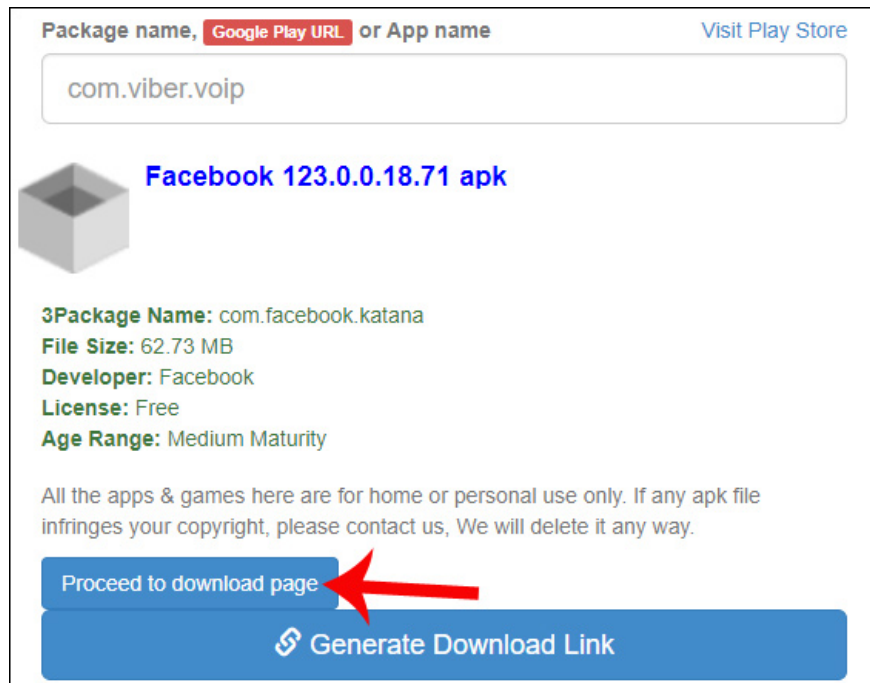 Package name, Google Play URL or App name Visit Play Store
com.viber.voip
Facebook 123.0.0.18.71 apk
3Package Name: com.facebook.katana
File Size: 62.73 MB
Developer: Facebook
License: Free
Age Range: Medium Maturity
All the apps & games here are for home or personal use only. If any apk file
infringes your copyright, please contact us, We will delete it any way.
Proceed to download page
Generate Download Link